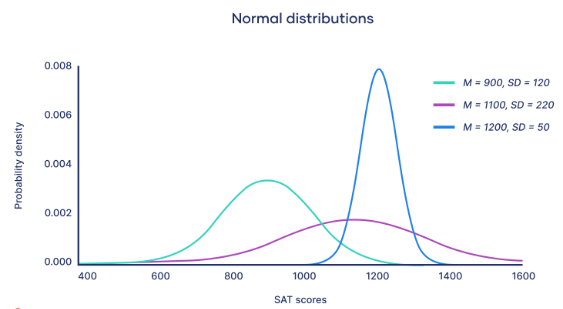 Normal distributions
0.008
0.006
0.004
0.002
0.000
Probability density
M = 900, SD = 120
M = 1100, SD = 220
M = 1200, SD = 50
400 600 800 1000 1200 1400 1600
SAT scores